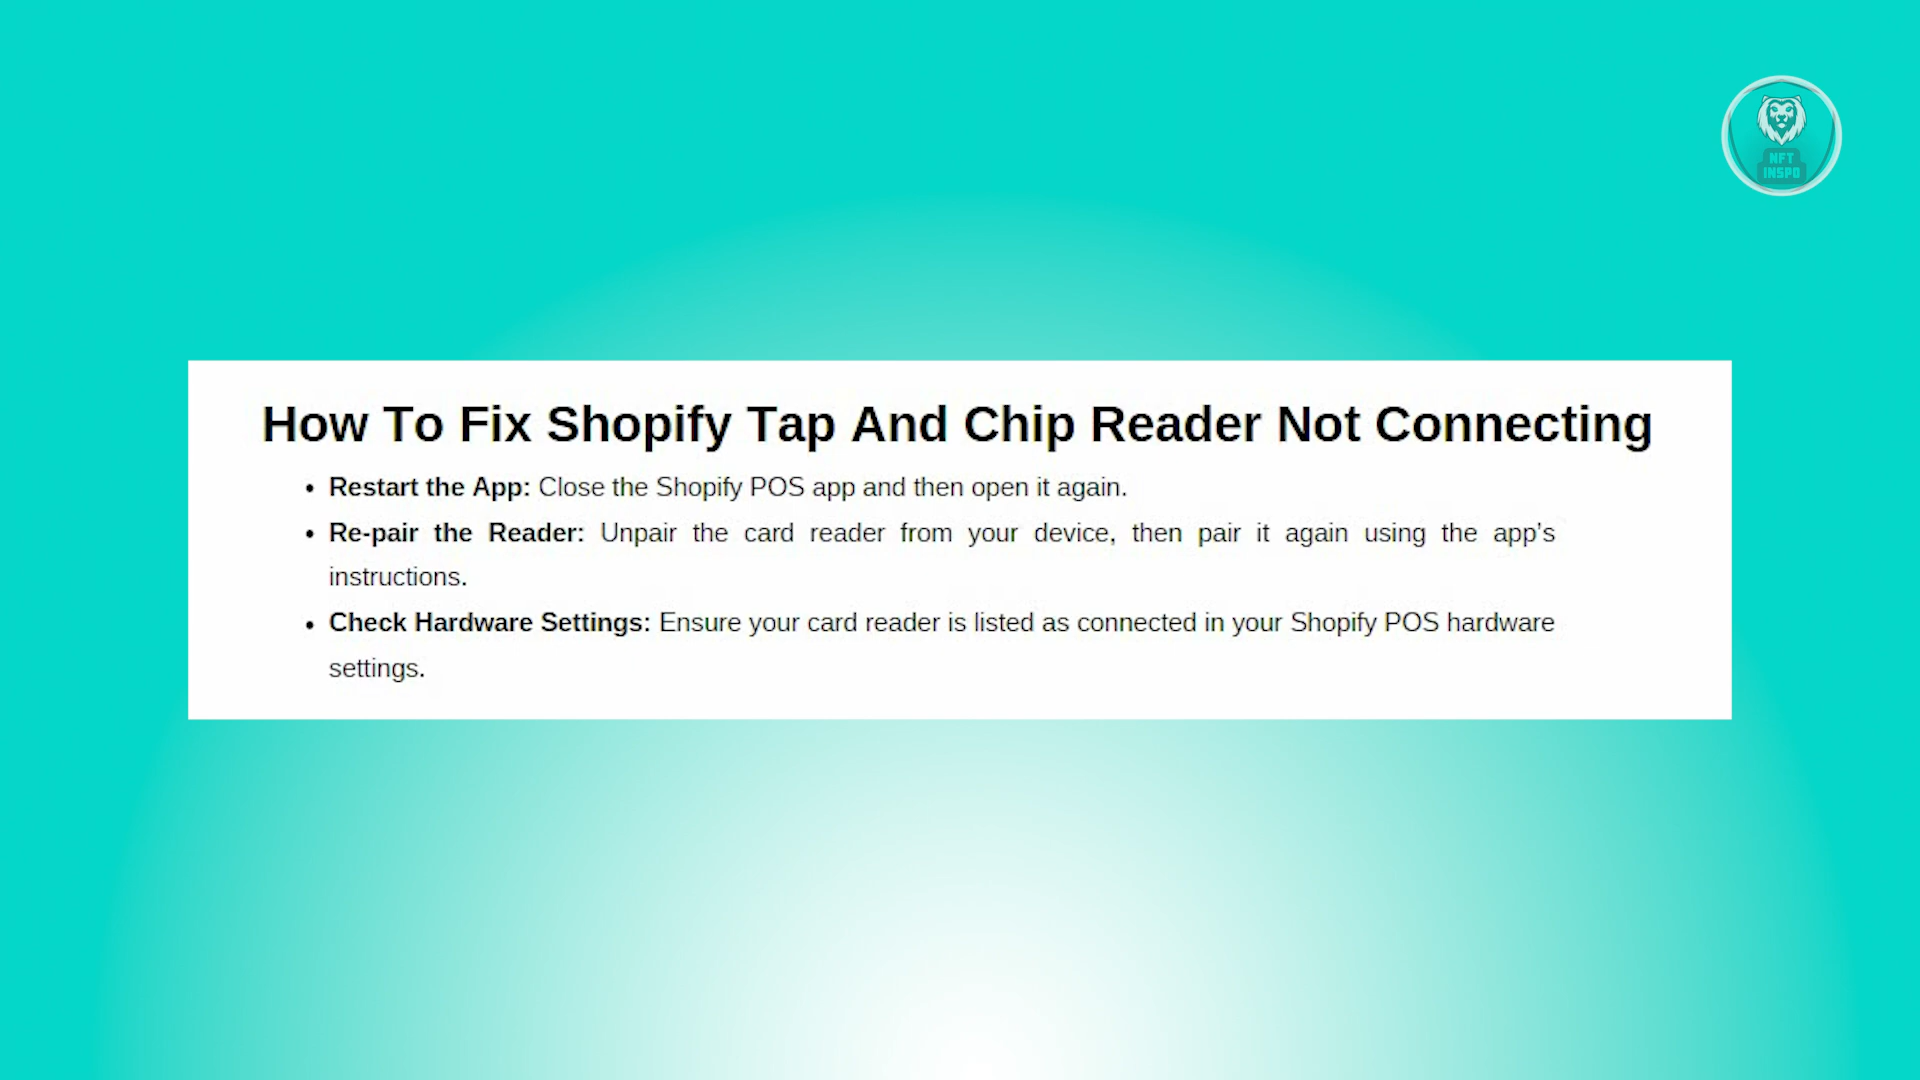 NFT
INSPO
How To Fix Shopify Tap And Chip Reader Not Connecting
• Restart the App: Close the Shopify POS app and then open it again.
• Re-pair the Reader: Unpair the card reader from your device, then pair it again using the app's
instructions.
• Check Hardware Settings: Ensure your card reader is listed as connected in your Shopify POS hardware
settings.